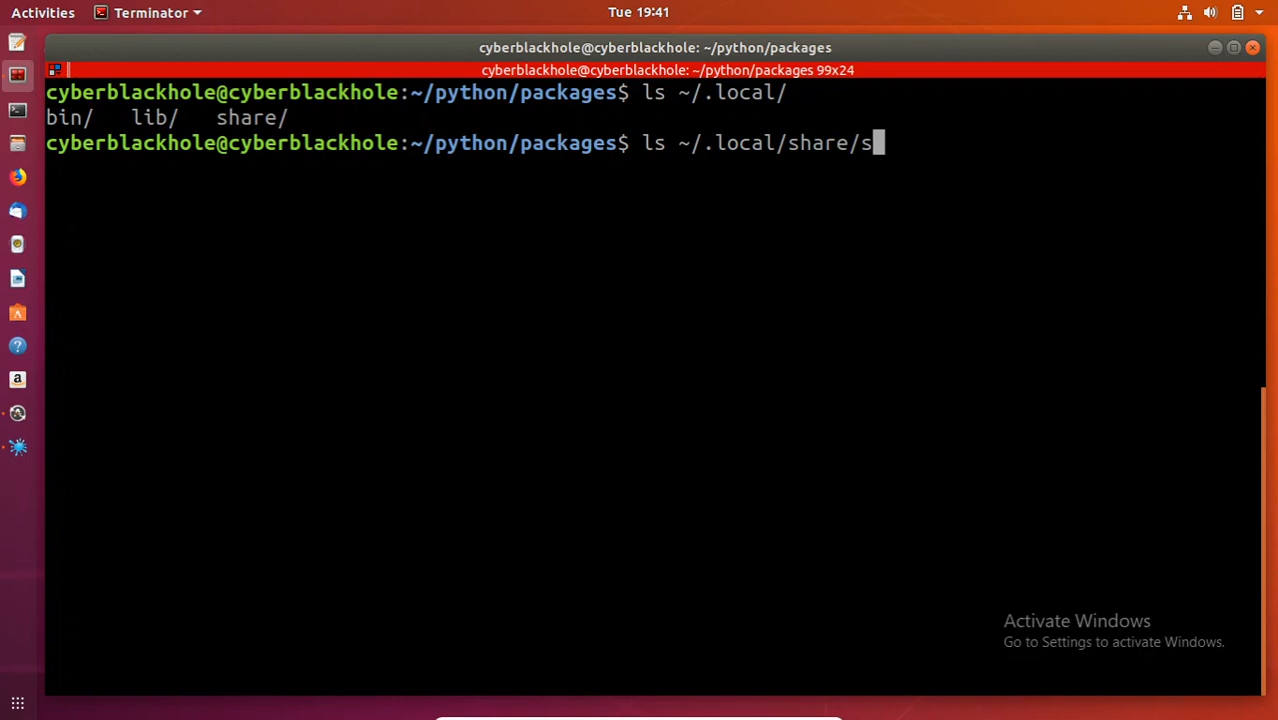 Activities Terminator Tue 19:41
cyberblackhole@cyberblackhole: ~/python/packages
cyberblackhole@cyberblackhole: ~/python/packages 99x24
cyberblackhole@cyberblackhole:~/python/packages$ ls ~/.local/
bin/ lib/ share/
cyberblackhole@cyberblackhole:~/python/packages$ ls ~/.local/share/s
Activate Windows
Go to Settings to activate Windows.